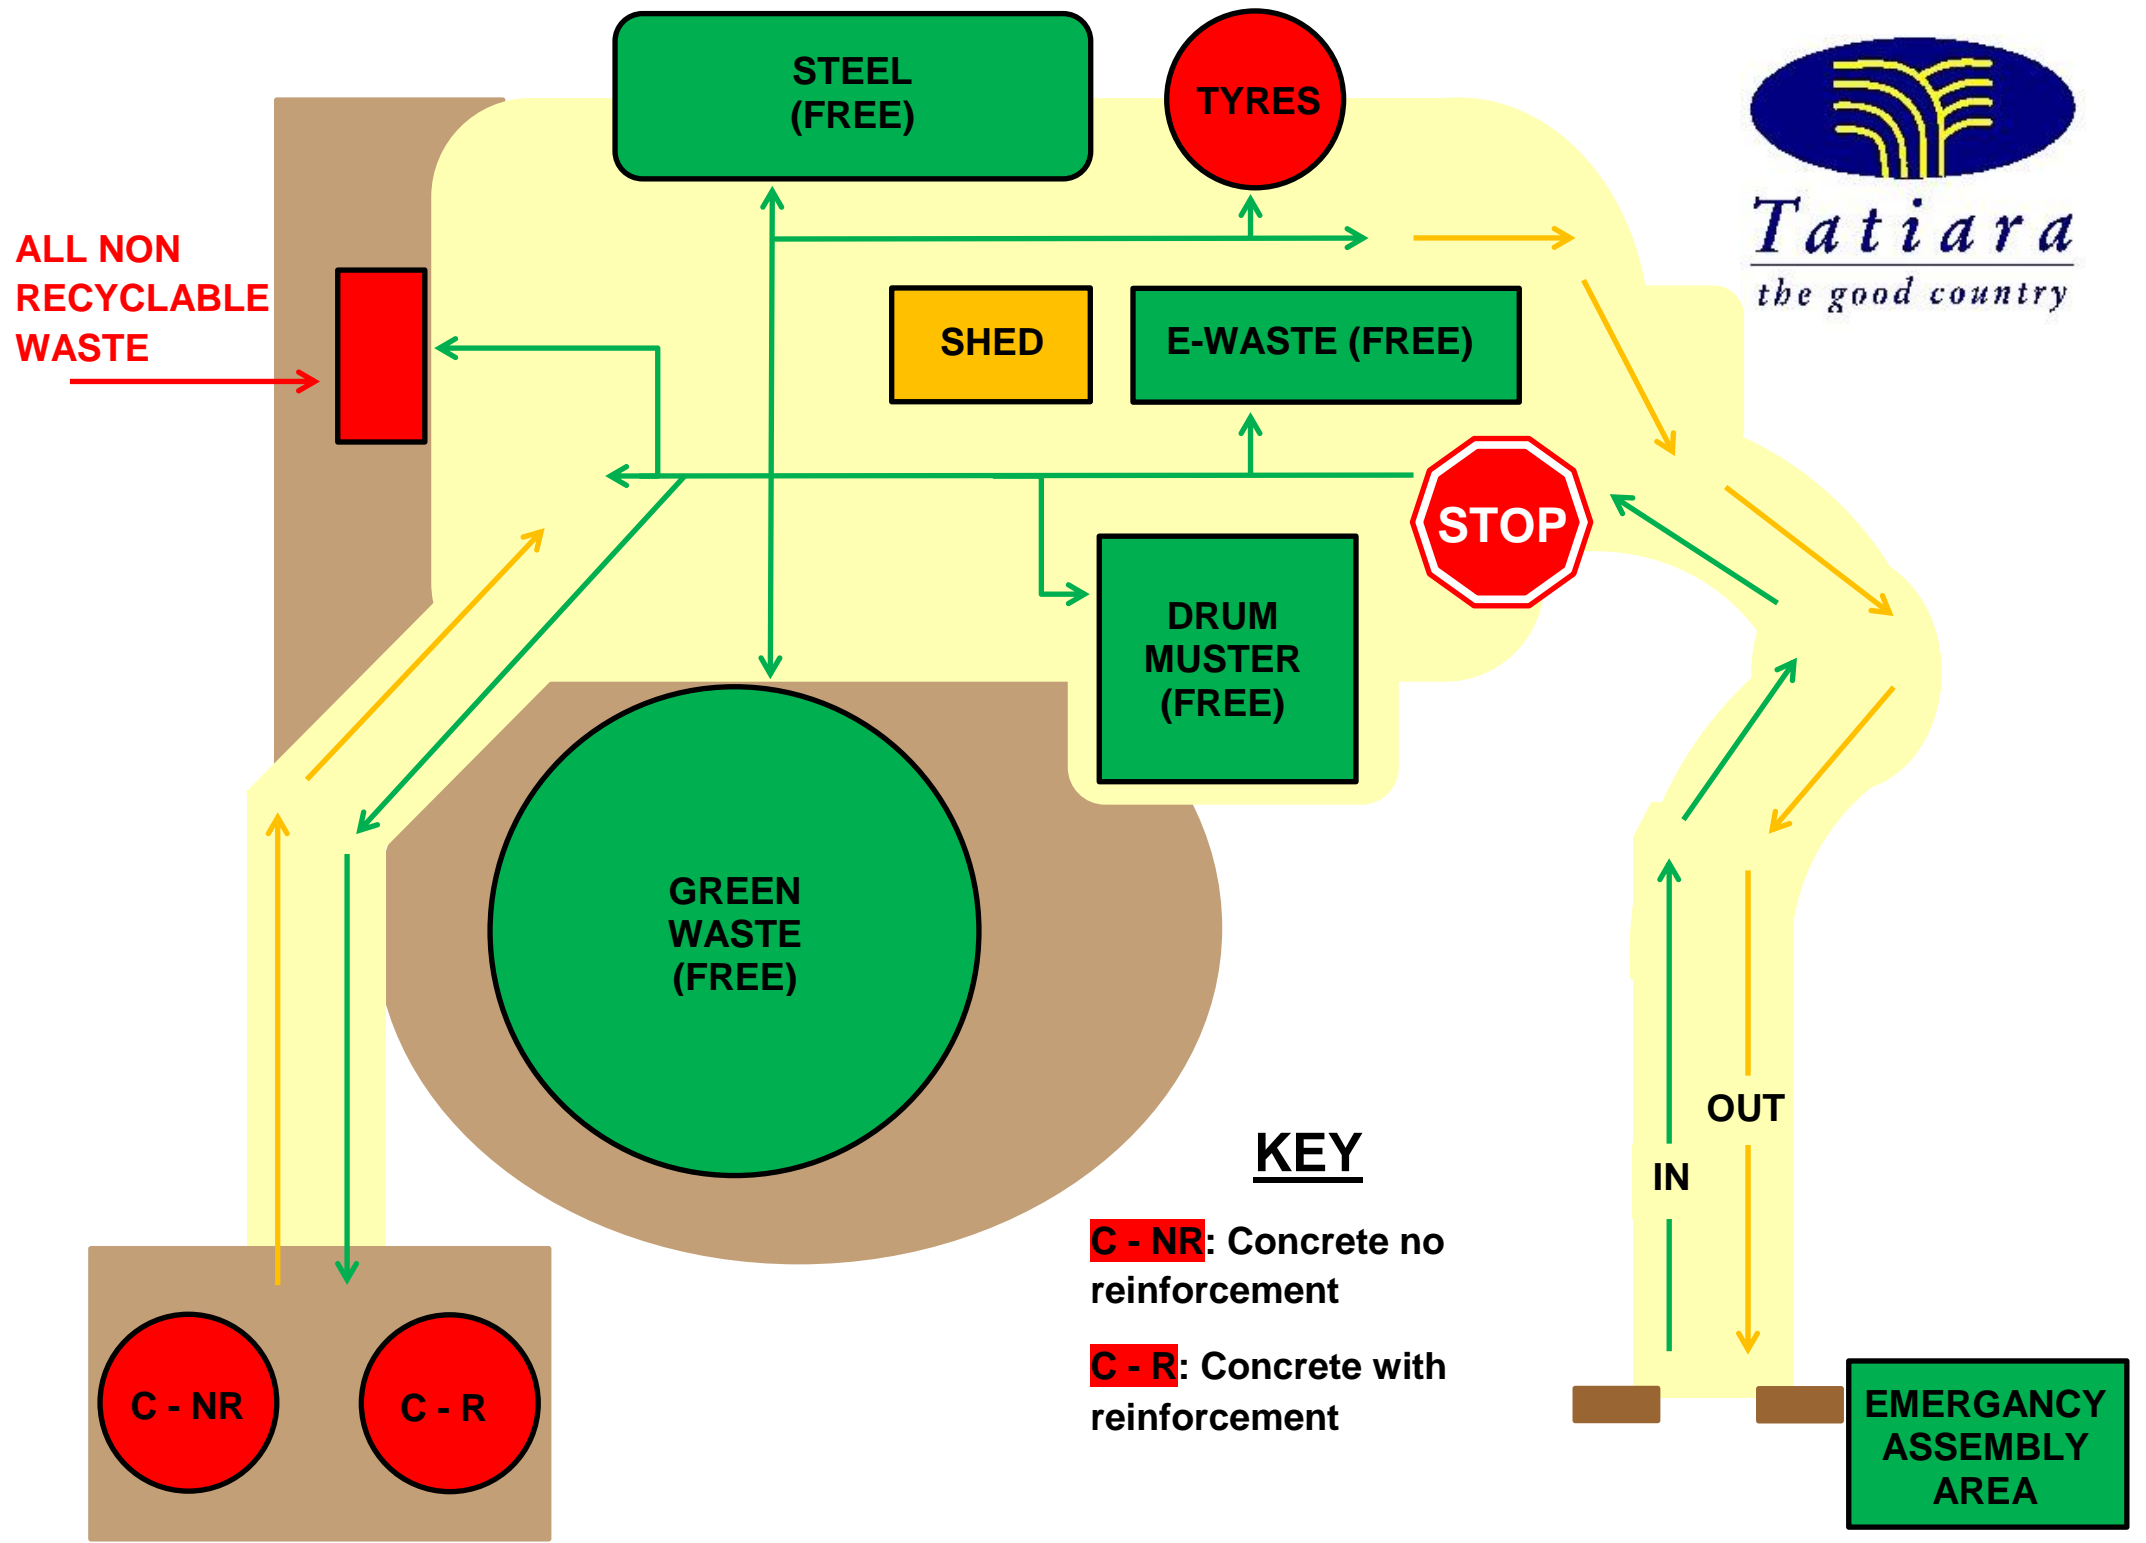 STEEL
(FREE)
TYRES
Tatiara
the good country
ALL NON
RECYCLABLE
WASTE
SHED
E-WASTE (FREE)
STOP
DRUM
MUSTER
(FREE)
GREEN
WASTE
(FREE)
OUT
IN
KEY
C - NR: Concrete no
reinforcement
C - R: Concrete with
reinforcement
C - NR
C - R
EMERGANCY
ASSEMBLY
AREA